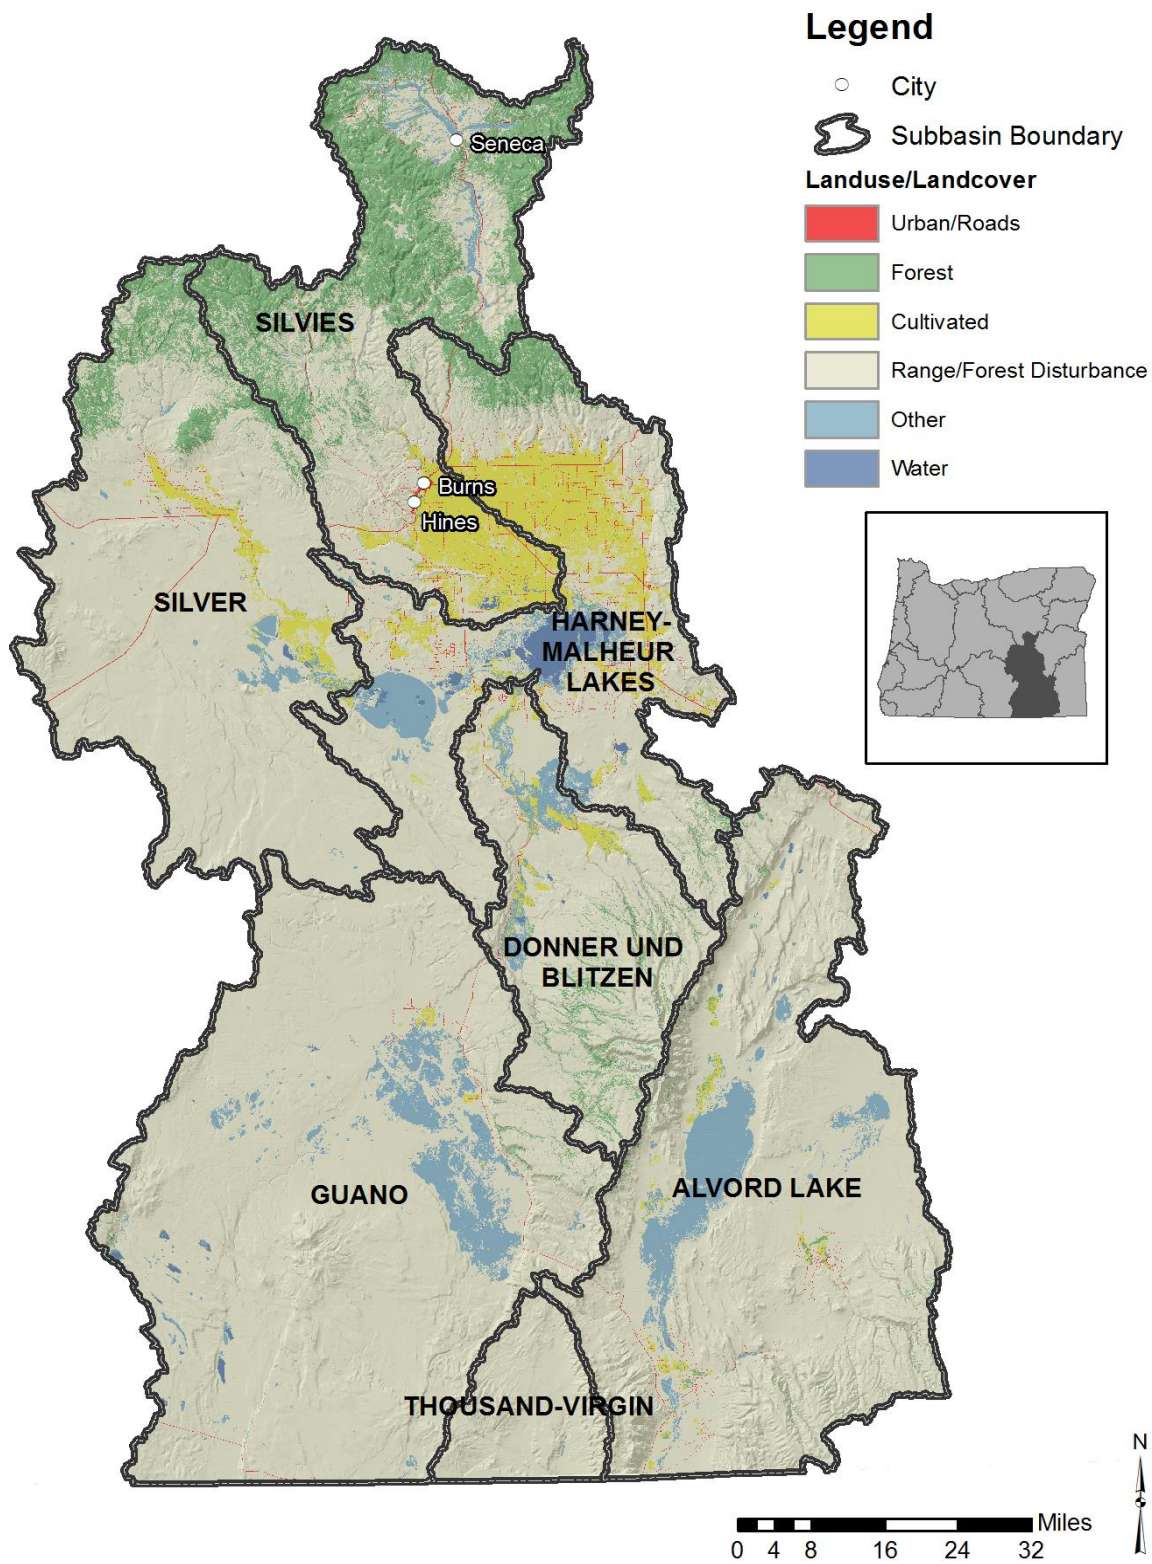 Legend
City
Subbasin Boundary
Landuse/Landcover
Urban/Roads
Forest
Cultivated
Range/Forest Disturbance
Other
Water
Seneca
SILVIES
Burns
Hines
SILVER
HARNEY-
MALHEUR
LAKES
DONNER UND
BLITZEN
GUANO
ALVORD LAKE
THOUSAND-VIRGIN
N
Miles
0 4 8 16 24 32